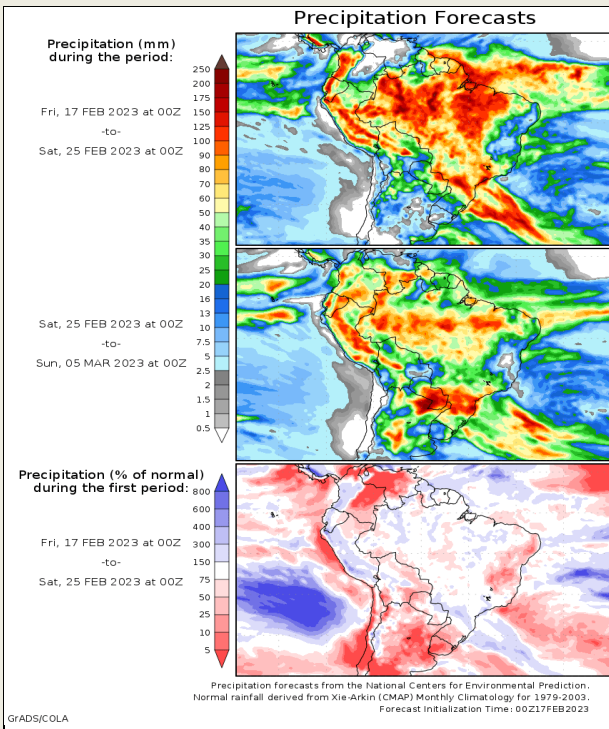 Precipitation Forecasts
Precipitation (mm)
during the period:
Fri, 17 FEB 2023 at 00Z
-to-
Sat, 25 FEB 2023 at 00Z
250
200
175
150
125
100
90
80
70
60
50
40
35
30
25
20
16
13
10
7.5
5
2.5
2
1.5
1
0.5
Sat, 25 FEB 2023 at 00Z
-to-
Sun, 05 MAR 2023 at 00Z
Precipitation (% of normal)
during the first period:
Fri, 17 FEB 2023 at 00Z
-to-
Sat, 25 FEB 2023 at 00Z
800
600
400
300
150
75
50
25
10
5
Precipitation forecasts from the National Centers for Environmental Prediction.
Normal rainfall derived from Xie-Arkin (CMAP) Monthly Climatology for 1979-2003.
Forecast Initialization Time: 00Z17FEB2023
GrADS/COLA